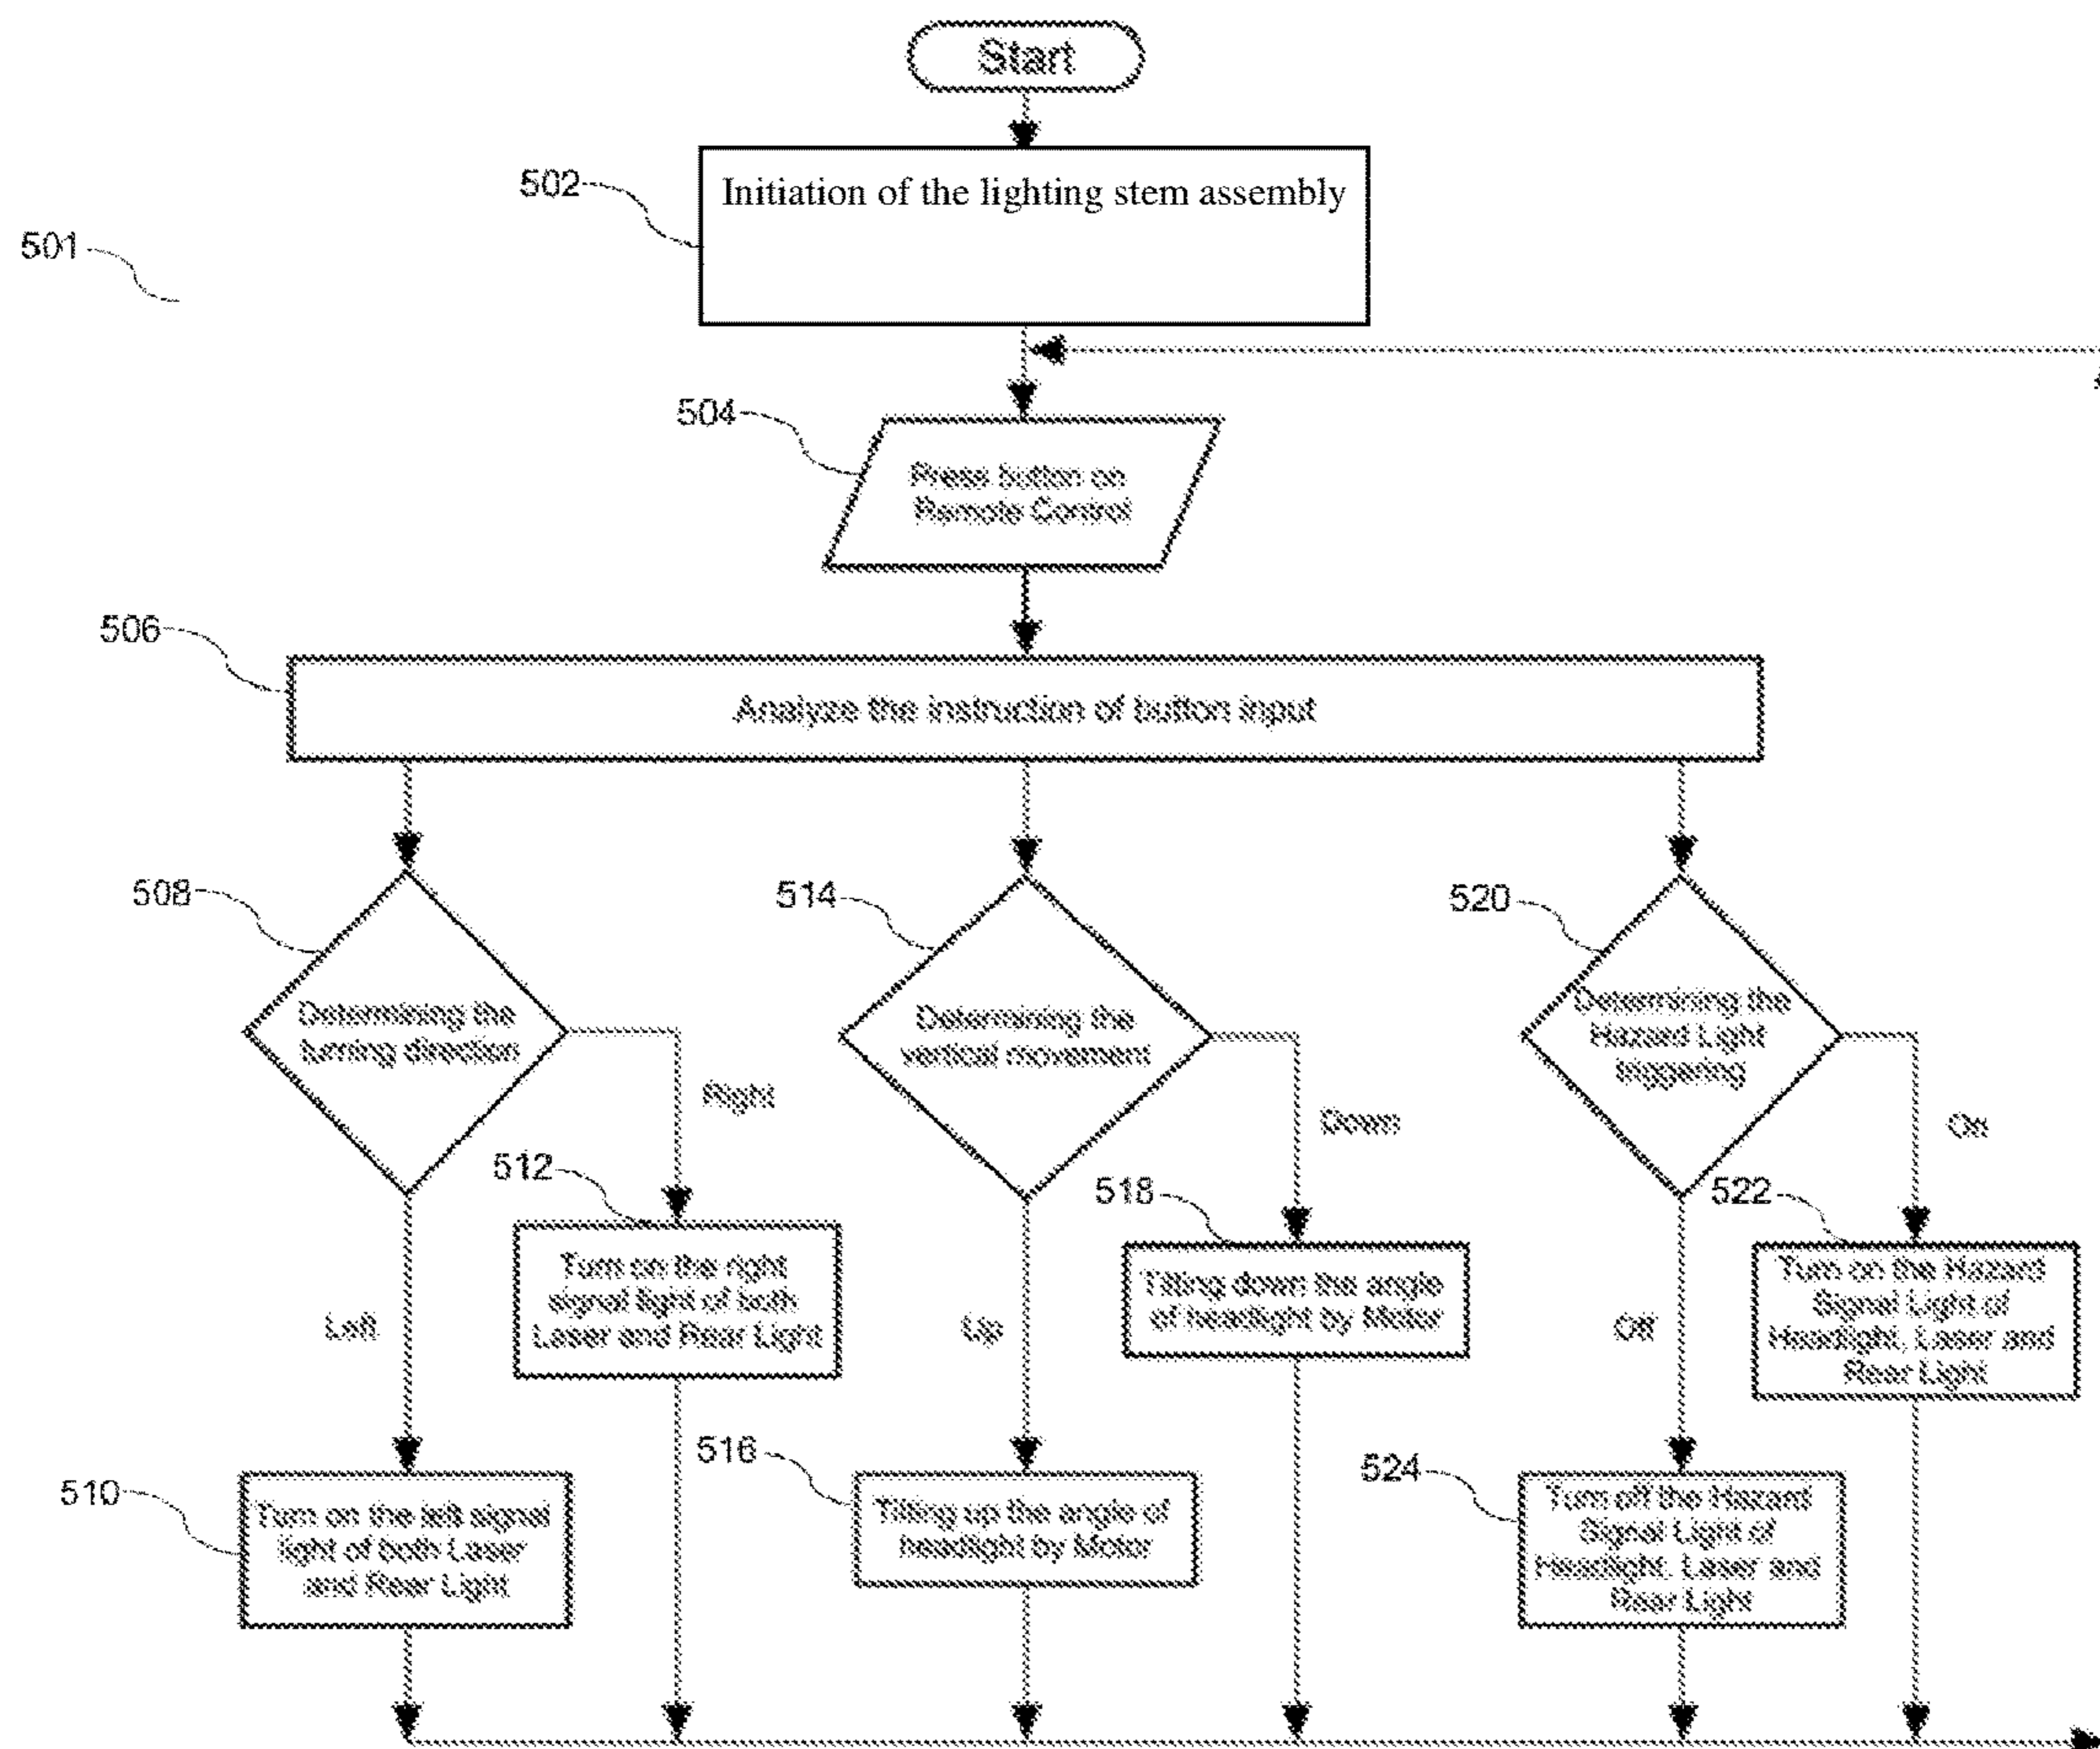 Start
502
Initiation of the lighting stem assembly
501
504
Press button on
Remote Control
506
Analyze the instruction of button input
508
Determining the
turning direction
Right
514
Determining the
vertical movement
Down
520
Determining the
Hazard Light
triggering
On
512
Turn on the right
signal light of both
Laser and Rear Light
518
Tilting down the angle
of headlight by Motor
522
Turn on the Hazard
Signal Light of
Headlight, Laser and
Rear Light
Left
Up
Off
510
Turn on the left signal
light of both Laser
and Rear Light
516
Tilting up the angle of
headlight by Motor
524
Turn off the Hazard
Signal Light of
Headlight, Laser and
Rear Light